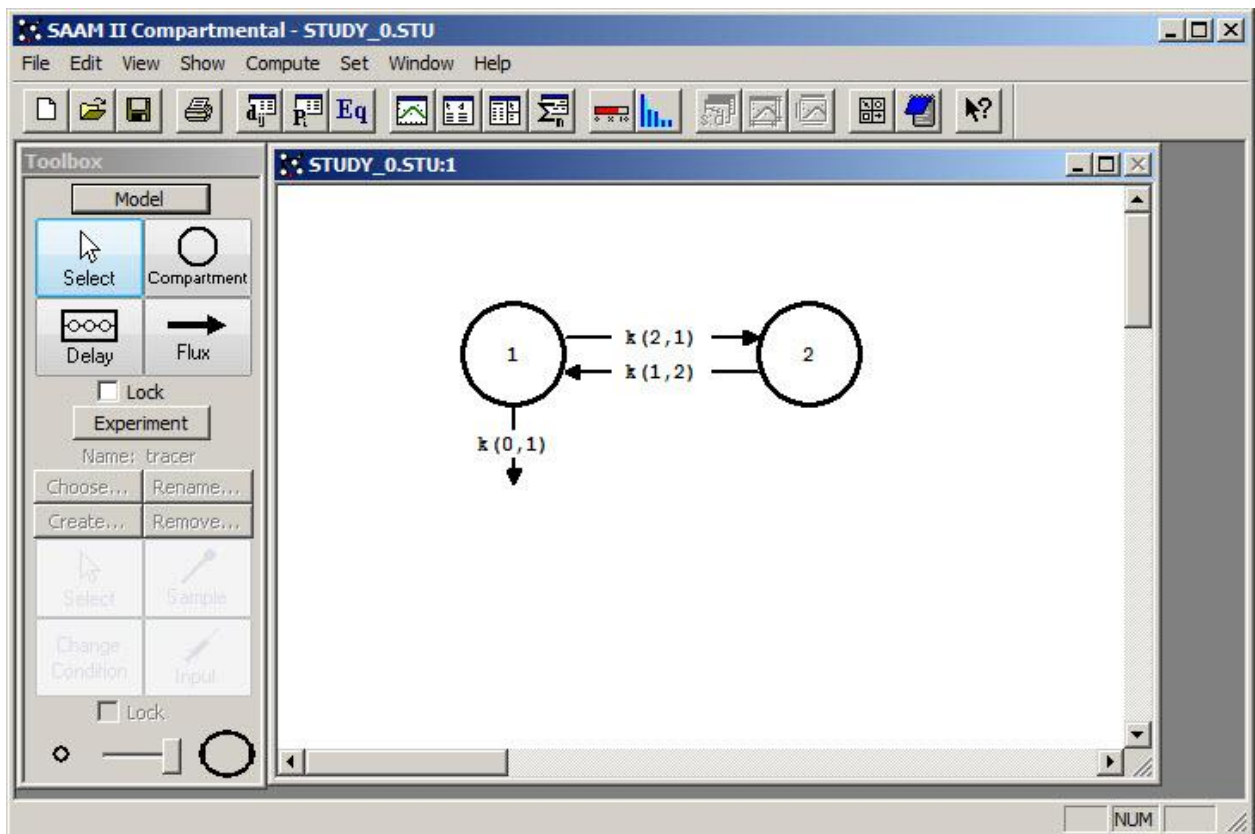 SAAM II Compartmental - STUDY_0.STU
File Edit View Show Compute Set Window Help
Eq
STUDY_0.STU:1
Toolbox
Model
Select Compartment
Delay Flux
Lock
Experiment
Name: tracer
Choose... Rename...
Create... Remove...
Select Sample
Change Condition Input
Lock
1
k(2,1)
k(1,2)
2
k(0,1)
NUM